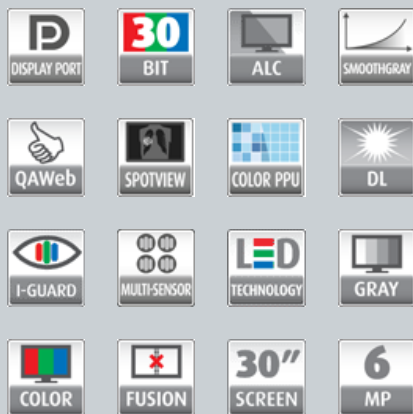 DISPLAY PORT
30
BIT
ALC
SMOOTHGRAY
QAWeb
SPOTVIEW
COLOR PPU
DL
I-GUARD
MULTI-SENSOR
LED
TECHNOLOGY
GRAY
COLOR
FUSION
30"
SCREEN
6
MP